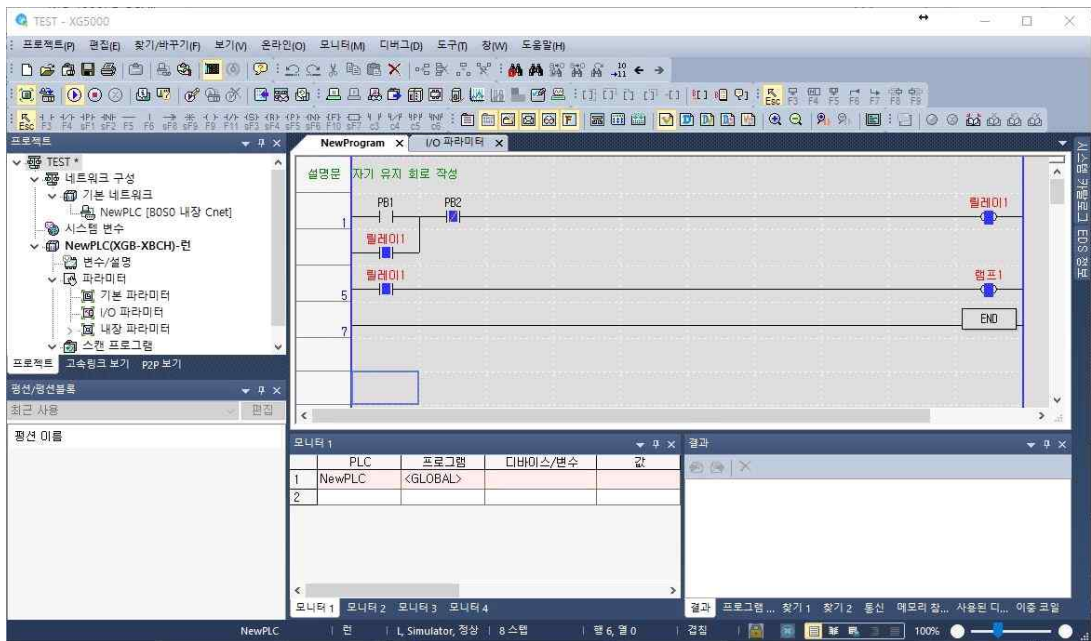 TEST - XG5000
프로젝트(P) 편집(E) 찾기/바꾸기(F) 보기(V) 온라인(O) 모니터(M) 디버그(D) 도구(T) 창(W) 도움말(H)
프로젝트
TEST *
네트워크 구성
기본 네트워크
NewPLC [B0S0 내장 Cnet]
시스템 변수
NewPLC(XGB-XBCH)-런
변수/설명
파라미터
기본 파라미터
I/O 파라미터
내장 파라미터
스캔 프로그램
프로젝트 고속링크 보기 P2P 보기
펑션/펑션블록
최근 사용 편집
펑션 이름
NewProgram I/O 파라미터
설명문 자기 유지 회로 작성
PB1 PB2 릴레이1
1
릴레이1
릴레이1 램프1
5
END
7
시스템 카탈로그
EDS 정보
모니터 1
PLC 프로그램 디바이스/변수 값
1 NewPLC <GLOBAL>
2
모니터 1 모니터 2 모니터 3 모니터 4
결과
결과 프로그램 ... 찾기 1 찾기 2 통신 메모리 참... 사용된 디... 이중 코일
NewPLC 런 L, Simulator, 정상 8 스텝 행 6, 열 0 겹침 100%